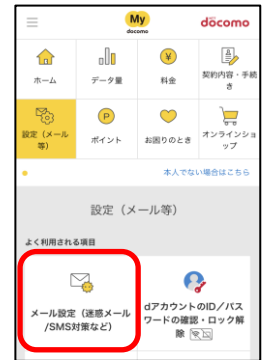 My
docomo
döcomo
ホーム
データ量
料金
契約内容・手続
き
設定（メール
等）
ポイント
お困りのとき
オンラインショ
ップ
本人でない場合はこちら
設定（メール等）
よく利用される項目
メール設定（迷惑メール
/SMS対策など）
dアカウントのID／パス
ワードの確認・ロック解
除